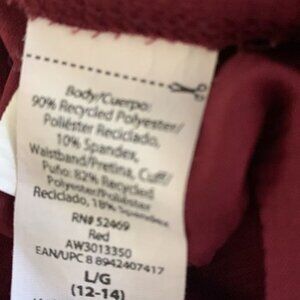 Body/Cuerpo:
90% Recycled Polyester/
Poliéster Reciclado,
10% Spandex,
Waistband/Pretina, Cuff/
Puño: 82% Recycled
Polyester/Poliéster
Reciclado, 18% Spandex
RN# 52469
Red
AW3013350
EAN/UPC 8 8942407417
L/G
(12-14)